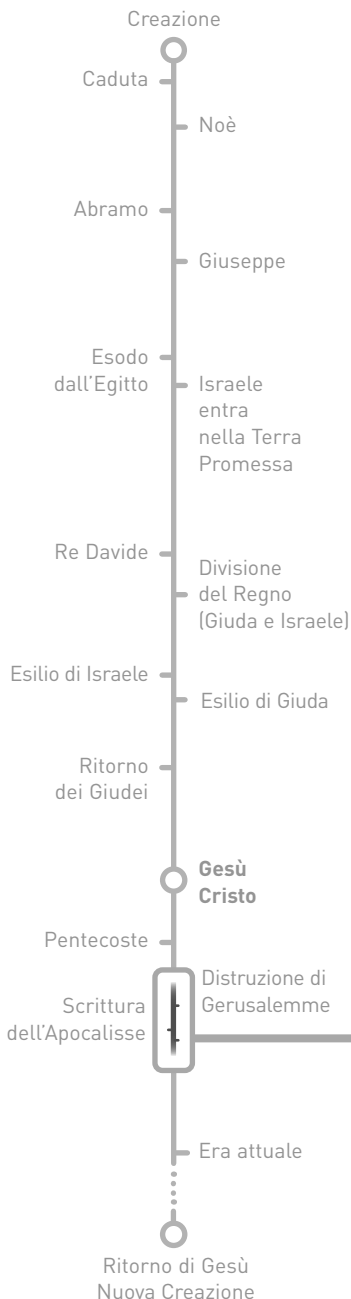 Creazione
Caduta
Noè
Abramo
Giuseppe
Esodo
dall'Egitto
Israele
entra
nella Terra
Promessa
Re Davide
Divisione
del Regno
(Giuda e Israele)
Esilio di Israele
Esilio di Giuda
Ritorno
dei Giudei
Gesù
Cristo
Pentecoste
Distruzione di
Gerusalemme
Scrittura
dell'Apocalisse
Era attuale
Ritorno di Gesù
Nuova Creazione